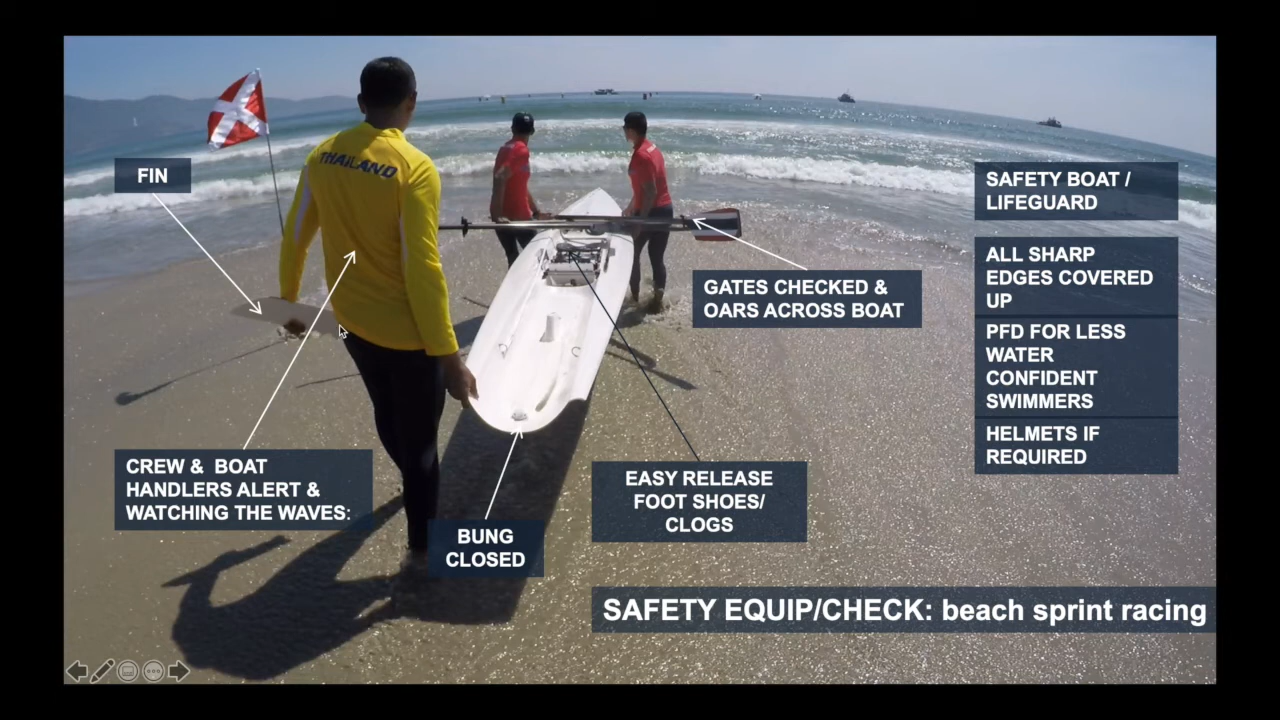 THAILAND
FIN
SAFETY BOAT /
LIFEGUARD
ALL SHARP
EDGES COVERED
UP
GATES CHECKED &
OARS ACROSS BOAT
PFD FOR LESS
WATER
CONFIDENT
SWIMMERS
HELMETS IF
REQUIRED
CREW & BOAT
HANDLERS ALERT &
WATCHING THE WAVES:
EASY RELEASE
FOOT SHOES/
CLOGS
BUNG
CLOSED
SAFETY EQUIP/CHECK: beach sprint racing